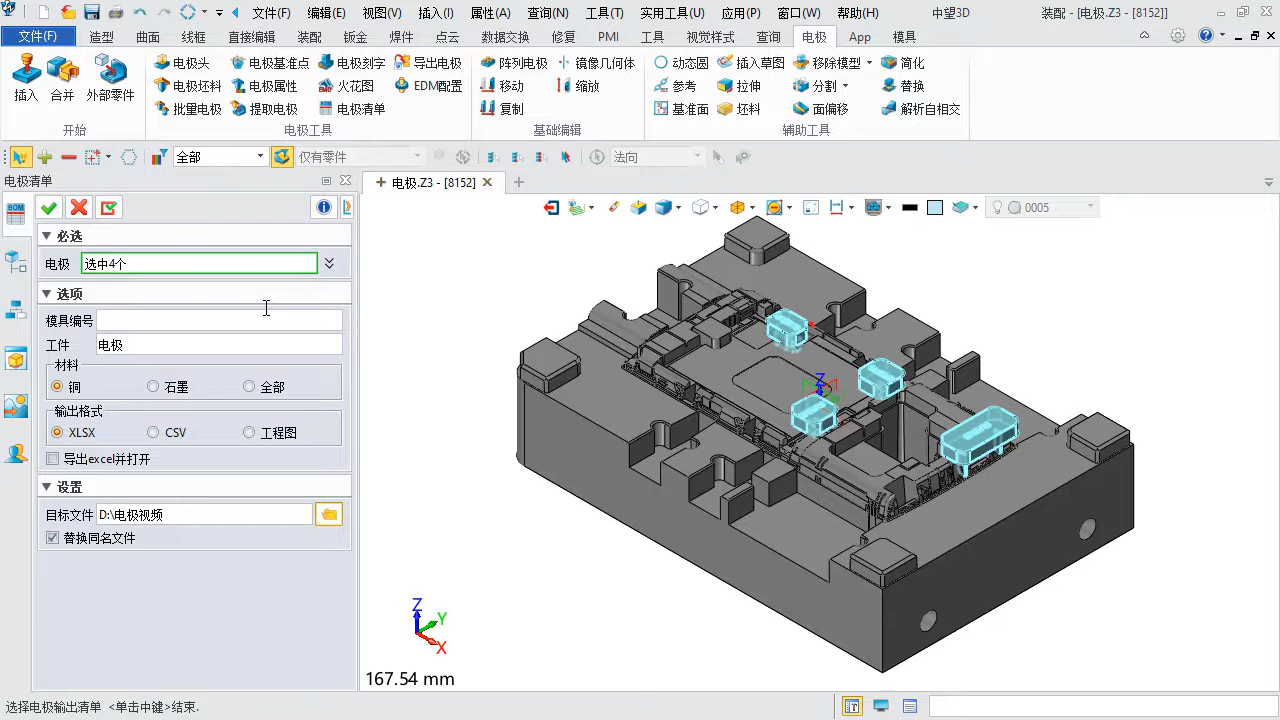 文件(F) 编辑(E) 视图(V) 插入(I) 属性(A) 查询(N) 工具(T) 实用工具(U) 应用(P) 窗口(W) 帮助(H) 中望3D 装配 - [电极.Z3 - [8152]]
文件(F) 造型 曲面 线框 直接编辑 装配 钣金 焊件 点云 数据交换 修复 PMI 工具 视觉样式 查询 电极 App 模具
电极头 电极基准点 电极刻字 导出电极 阵列电极 镜像几何体 动态圆 插入草图 移除模型 简化
插入 合并 外部零件 电极坯料 电极属性 火花图 EDM配置 移动 缩放 参考 拉伸 分割 替换
批量电极 提取电极 电极清单 复制 基准面 坯料 面偏移 解析自相交
开始 电极工具 基础编辑 辅助工具
全部 仅有零件 法向
电极清单
电极.Z3 - [8152]
0005
必选
电极 选中4个
选项
模具编号
工件 电极
材料
铜 石墨 全部
输出格式
XLSX CSV 工程图
导出excel并打开
设置
目标文件 D:\电极视频
替换同名文件
BOM
Z
Z
Y
X
167.54 mm
选择电极输出清单 <单击中键>结束.